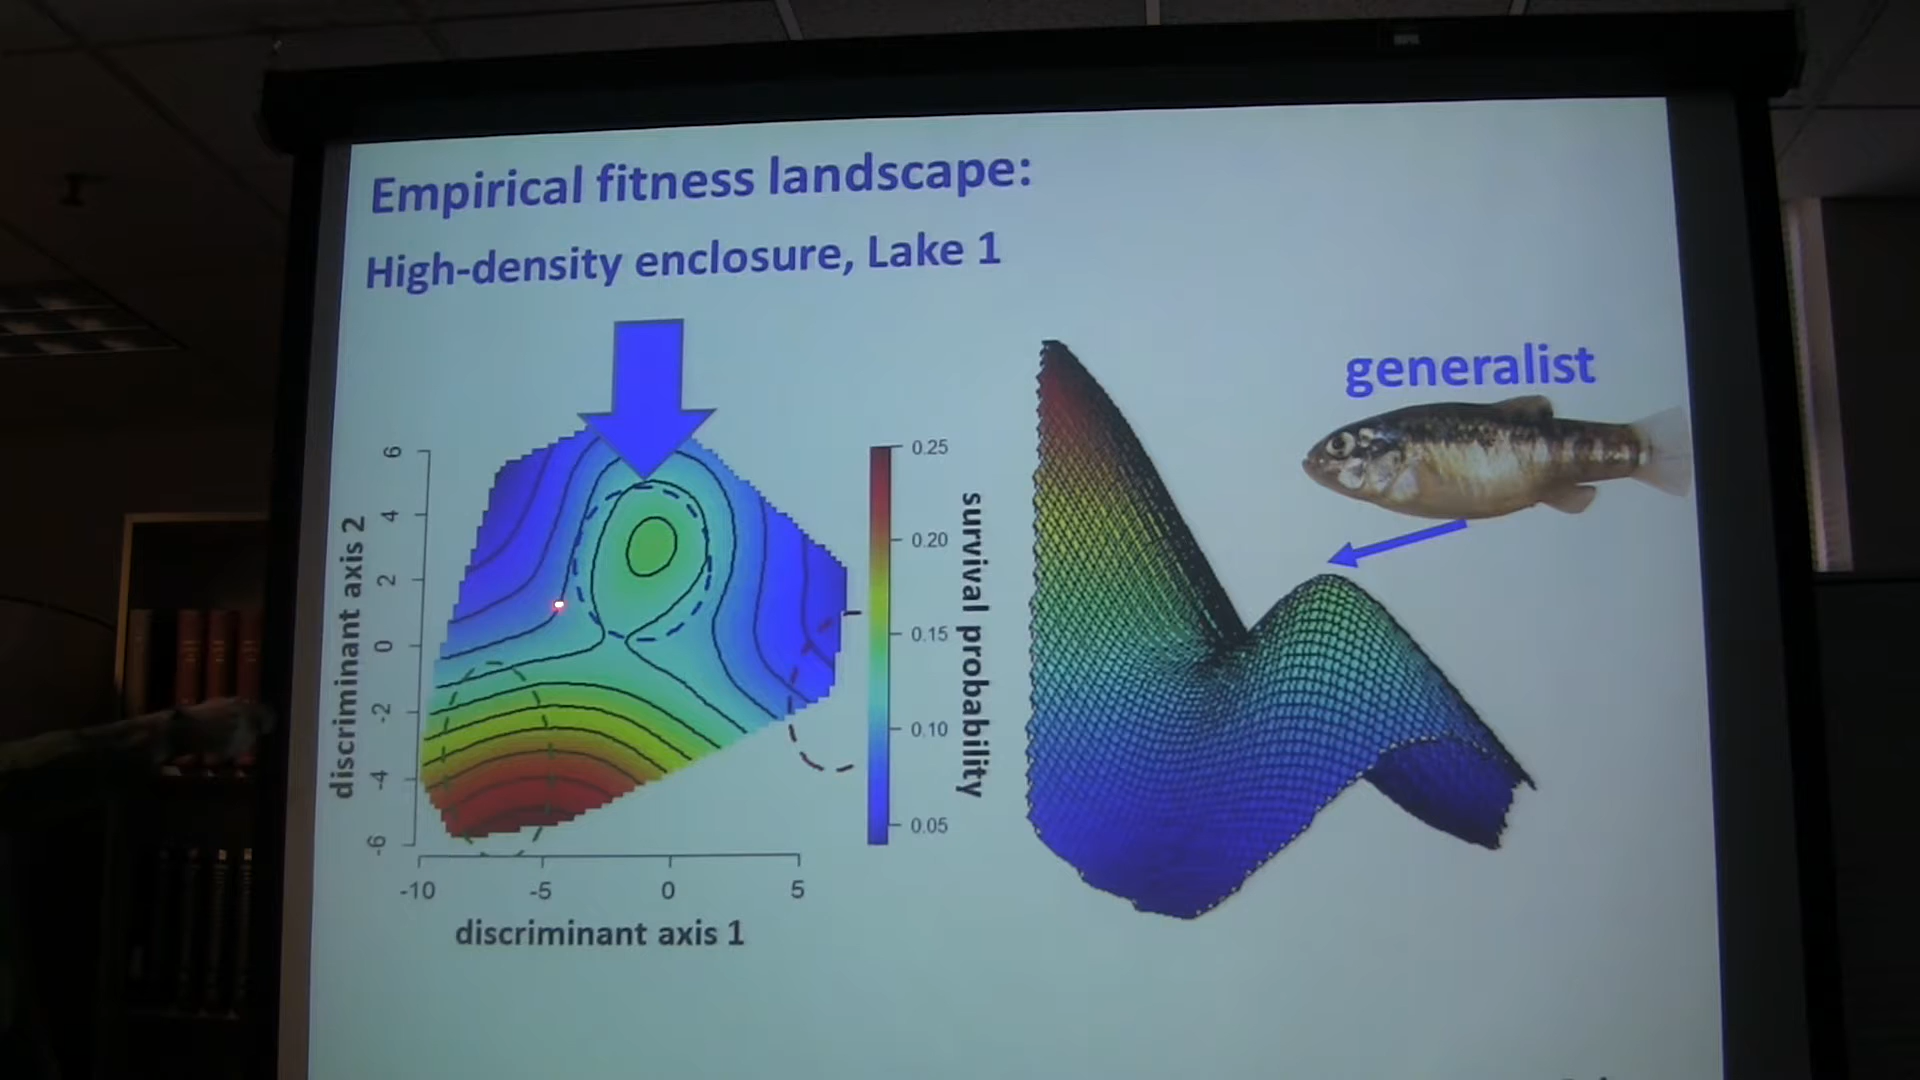 Empirical fitness landscape:
High-density enclosure, Lake 1
generalist
discriminant axis 2
6
4
2
0
-2
-4
-6
-10
-5
0
5
discriminant axis 1
0.25
0.20
0.15
0.10
0.05
survival probability